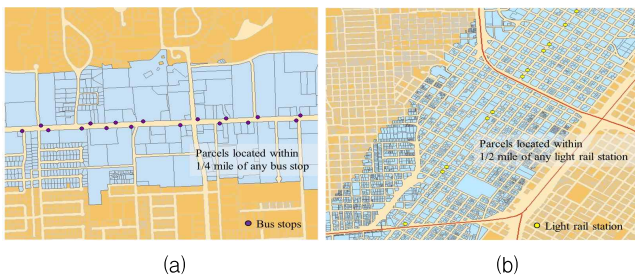 Parcels located within
1/4 mile of any bus stop
Bus stops
(a)
Parcels located within
1/2 mile of any light rail station
Light rail station
(b)